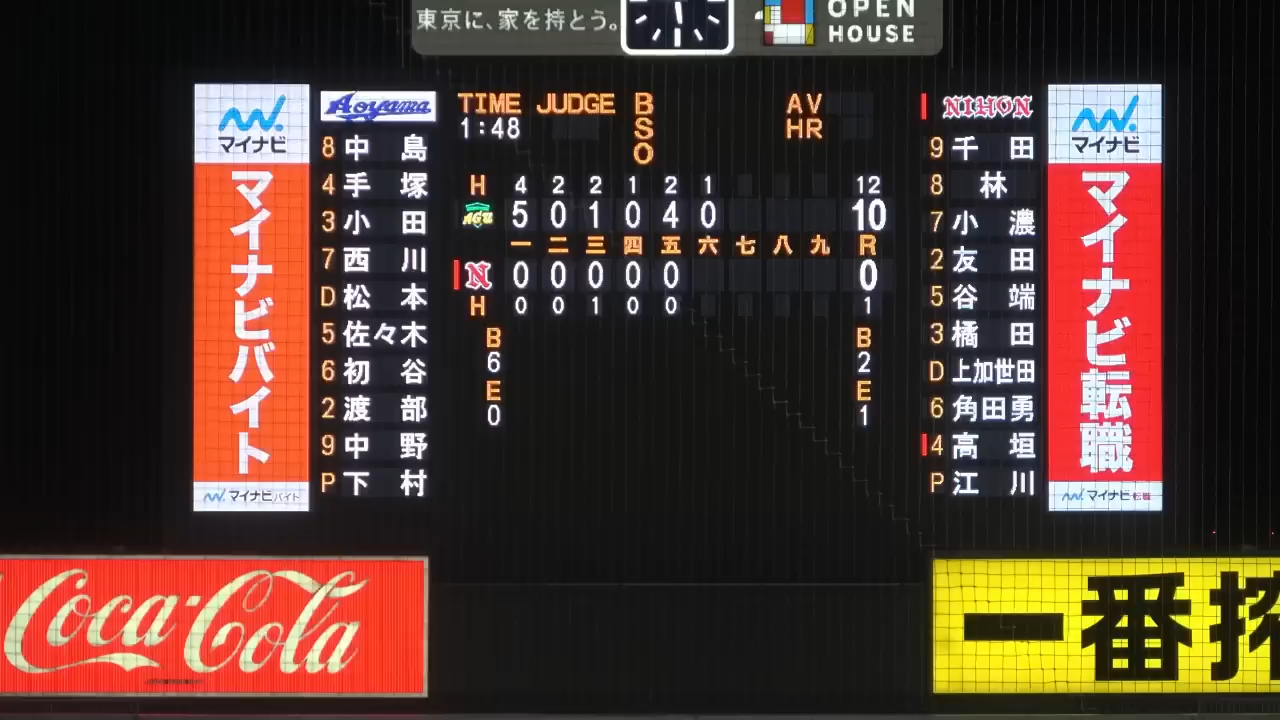 東京に、家を持とう。
OPEN
HOUSE
マイナビ
マイナビバイト
マイナビバイト
Aoyama
8 中島
4 手塚
3 小田
7 西川
D 松本
5 佐々木
6 初谷
2 渡部
9 中野
P 下村
TIME JUDGE B AV
1:48 S HR
O
H 4 2 2 1 2 1 12
AGU 5 0 1 0 4 0 10
一 二 三 四 五 六 七 八 九 R
N 0 0 0 0 0 0
H 0 0 1 0 0 1
B B
6 2
E E
0 1
NIHON
9 千田
8 林
7 小濃
2 友田
5 谷端
3 橘田
D 上加世田
6 角田勇
4 高垣
P 江川
マイナビ
マイナビ転職
マイナビ転職
Coca-Cola
一番搾